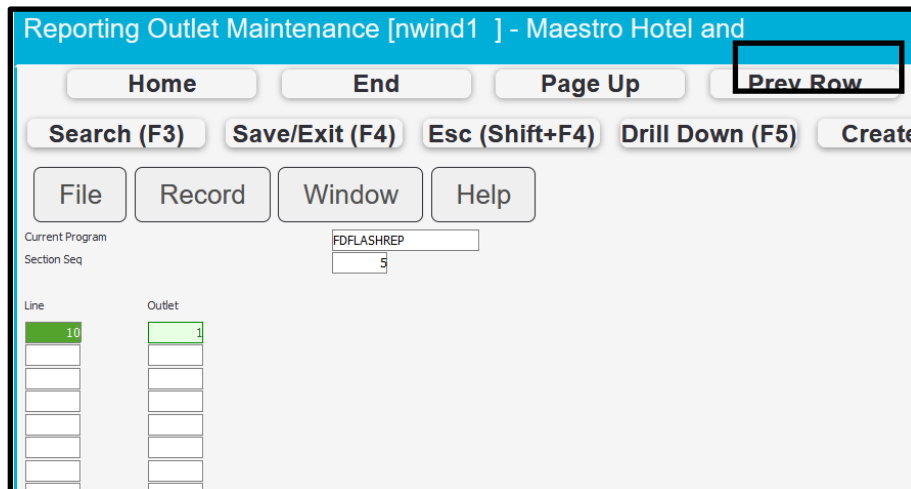 Reporting Outlet Maintenance [nwind1 ] - Maestro Hotel and
Home End Page Up Prev Row
Search (F3) Save/Exit (F4) Esc (Shift+F4) Drill Down (F5) Create
File Record Window Help
Current Program FDFLASHREP
Section Seq 5
Line Outlet
10 1